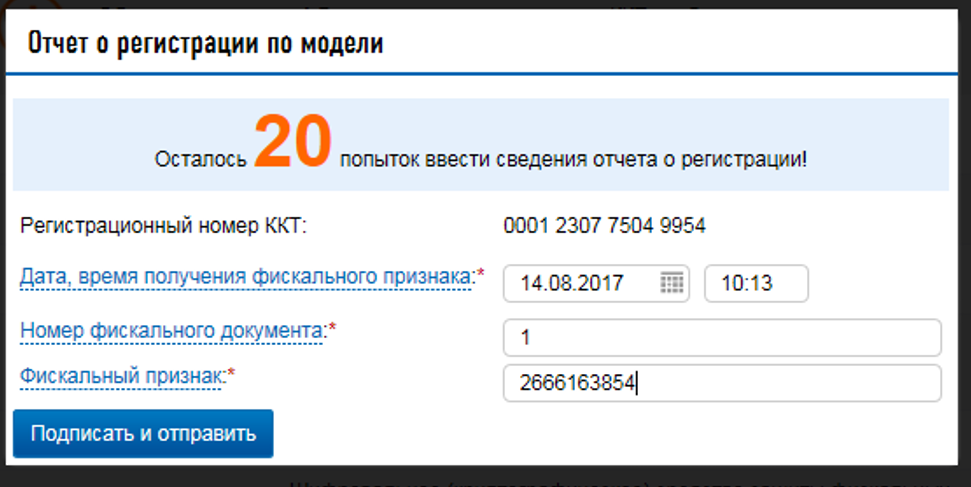 Отчет о регистрации по модели
Осталось 20 попыток ввести сведения отчета о регистрации!
Регистрационный номер ККТ: 0001 2307 7504 9954
Дата, время получения фискального признака:* 14.08.2017 10:13
Номер фискального документа:* 1
Фискальный признак:* 2666163854
Подписать и отправить